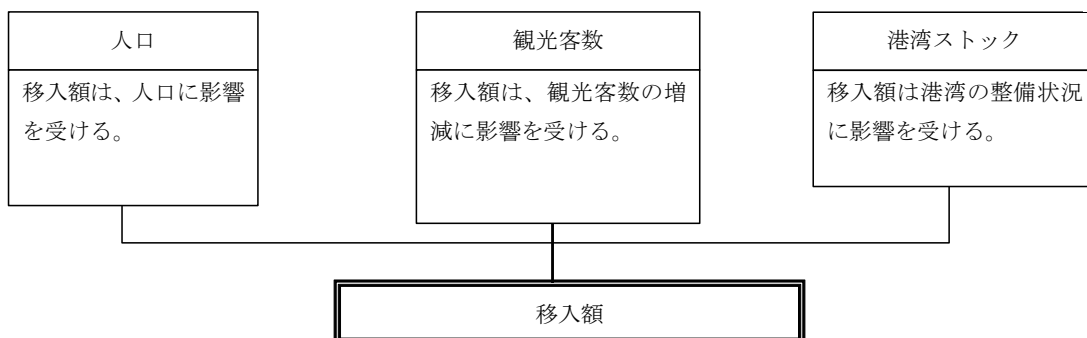 人口
移入額は、人口に影響
を受ける。
観光客数
移入額は、観光客数の増
減に影響を受ける。
港湾ストック
移入額は港湾の整備状況
に影響を受ける。
移入額